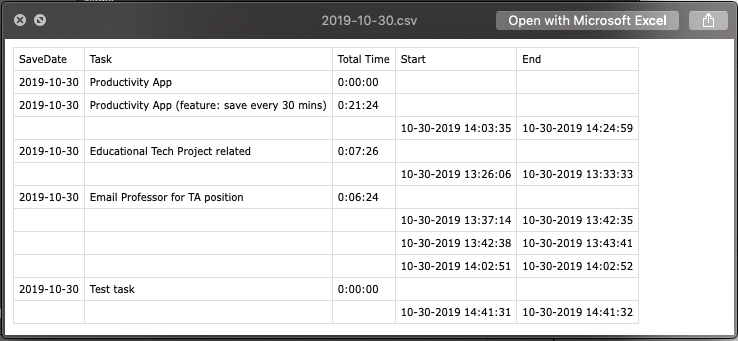 2019-10-30.csv
Open with Microsoft Excel
SaveDate Task Total Time Start End
2019-10-30 Productivity App 0:00:00
2019-10-30 Productivity App (feature: save every 30 mins) 0:21:24
10-30-2019 14:03:35 10-30-2019 14:24:59
2019-10-30 Educational Tech Project related 0:07:26
10-30-2019 13:26:06 10-30-2019 13:33:33
2019-10-30 Email Professor for TA position 0:06:24
10-30-2019 13:37:14 10-30-2019 13:42:35
10-30-2019 13:42:38 10-30-2019 13:43:41
10-30-2019 14:02:51 10-30-2019 14:02:52
2019-10-30 Test task 0:00:00
10-30-2019 14:41:31 10-30-2019 14:41:32